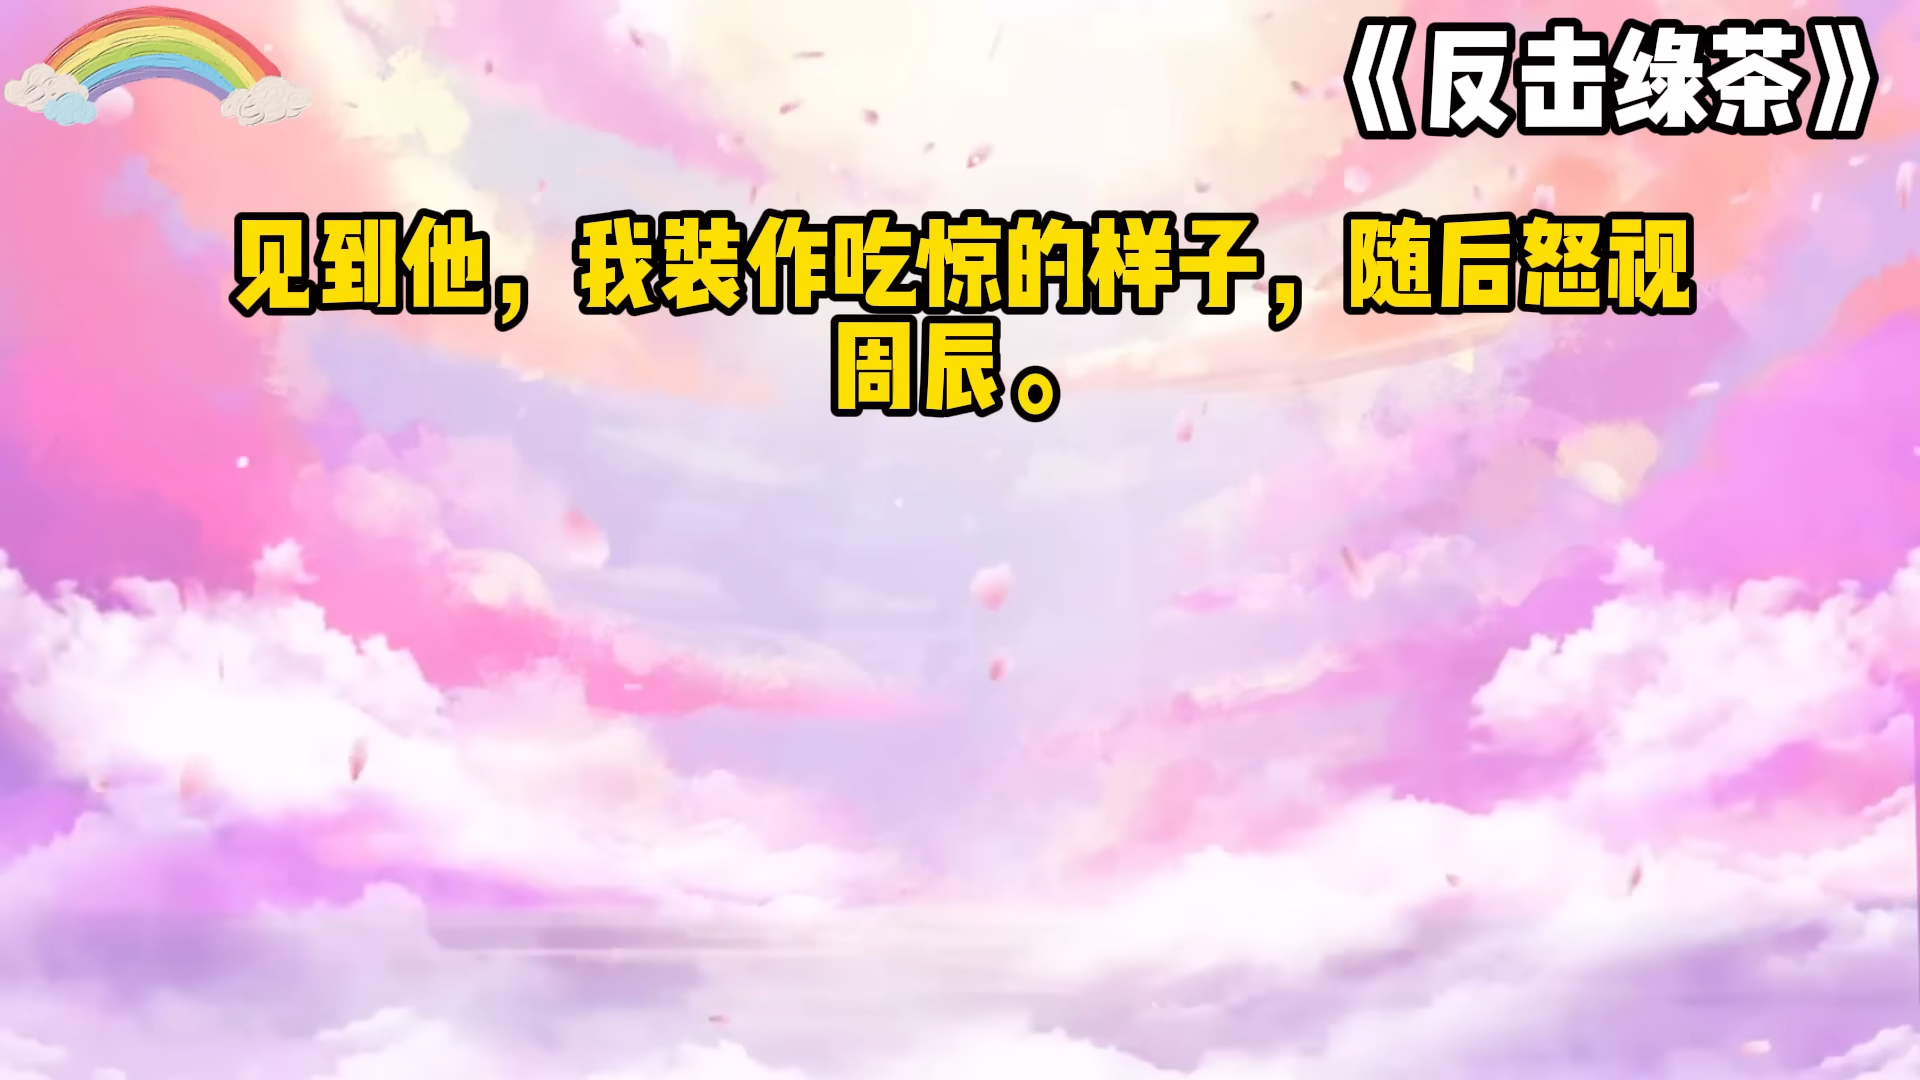 《反击绿茶》
见到他，我装作吃惊的样子，随后怒视
周辰。